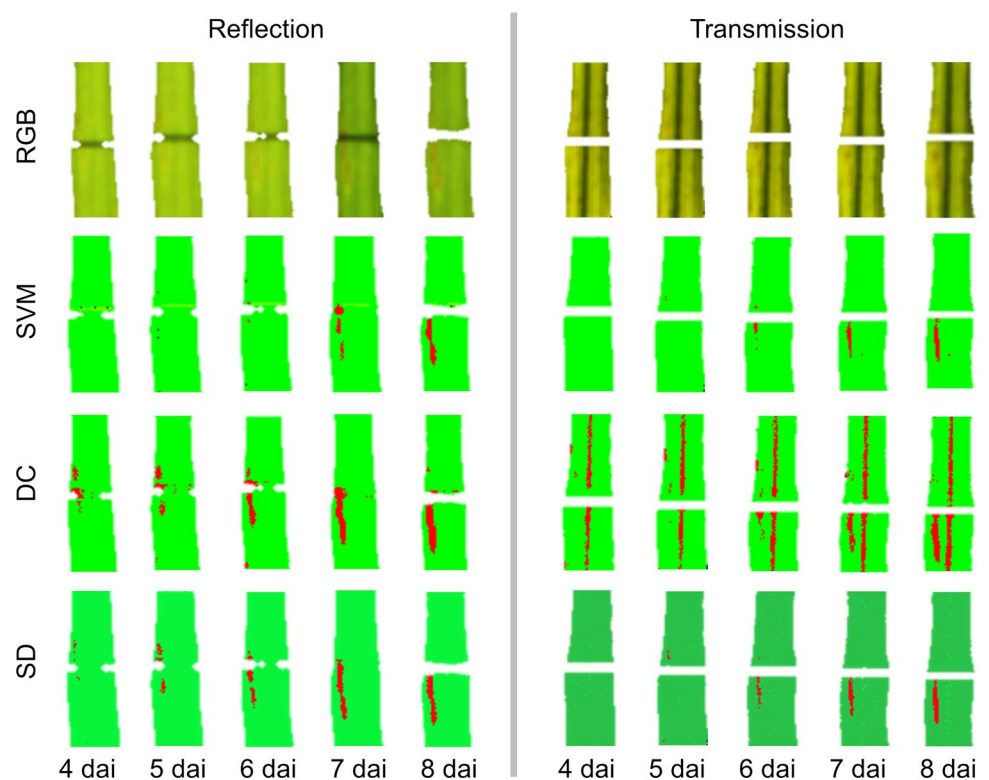 Reflection
Transmission
RGB
SVM
DC
SD
4 dai 5 dai 6 dai 7 dai 8 dai
4 dai 5 dai 6 dai 7 dai 8 dai